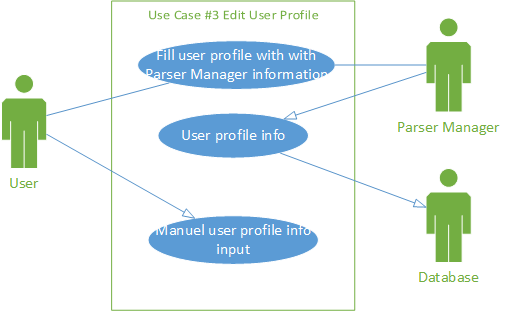 Use Case #3 Edit User Profile
Fill user profile with with
Parser Manager information
User profile info
Manuel user profile info
input
User
Parser Manager
Database